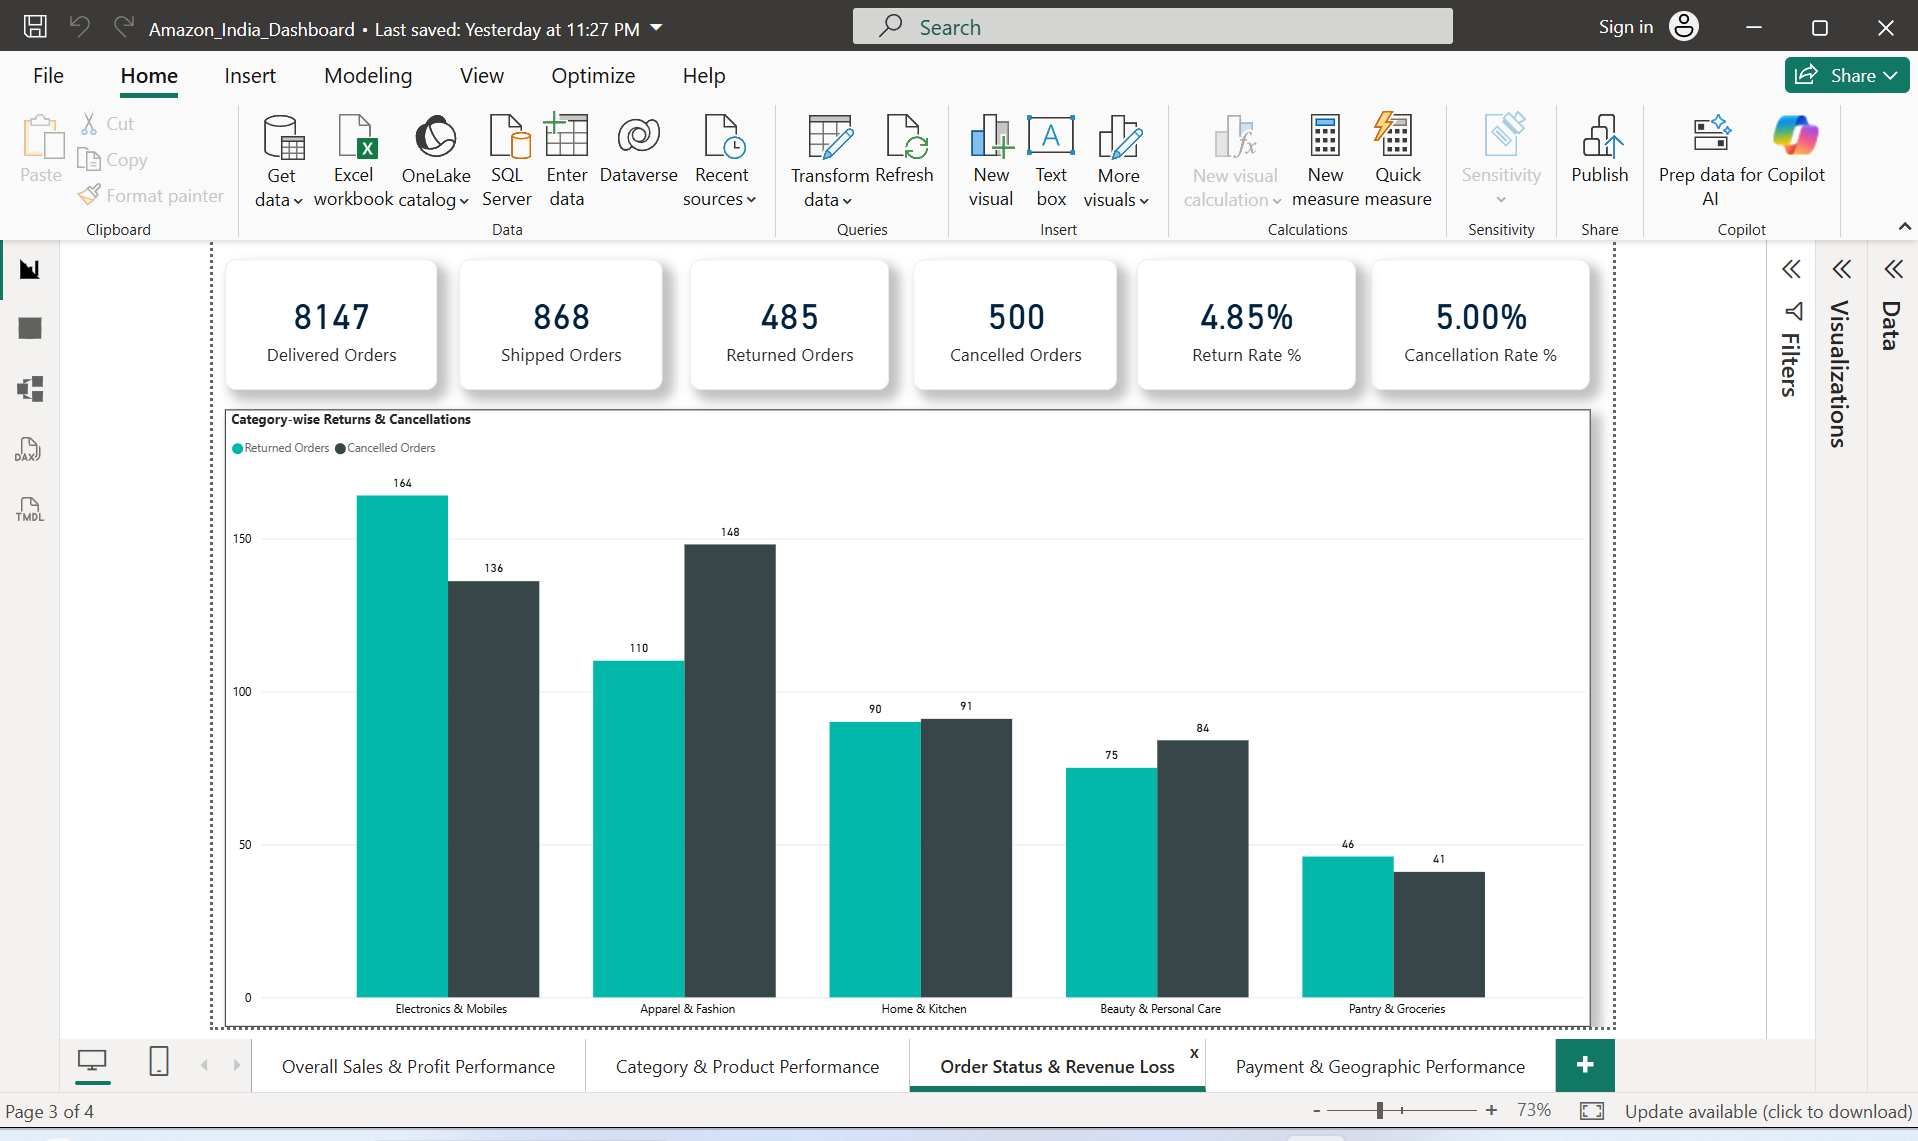 Amazon_India_Dashboard • Last saved: Yesterday at 11:27 PM
Search
Sign in
File
Home
Insert
Modeling
View
Optimize
Help
Share
Paste
Cut
Copy
Format painter
Clipboard
Get data
Excel workbook
OneLake catalog
SQL Server
Enter data
Dataverse
Recent sources
Data
Transform data
Refresh
Queries
New visual
A
Text box
More visuals
Insert
New visual calculation
New measure
Quick measure
Calculations
Sensitivity
Sensitivity
Publish
Share
Prep data for AI
Copilot
Copilot
DAX
TMDL
8147
Delivered Orders
868
Shipped Orders
485
Returned Orders
500
Cancelled Orders
4.85%
Return Rate %
5.00%
Cancellation Rate %
Category-wise Returns & Cancellations
Returned Orders
Cancelled Orders
150
100
50
0
164
136
110
148
90
91
75
84
46
41
Electronics & Mobiles
Apparel & Fashion
Home & Kitchen
Beauty & Personal Care
Pantry & Groceries
Filters
Visualizations
Data
Overall Sales & Profit Performance
Category & Product Performance
Order Status & Revenue Loss
x
Payment & Geographic Performance
+
Page 3 of 4
-
+
73%
Update available (click to download)